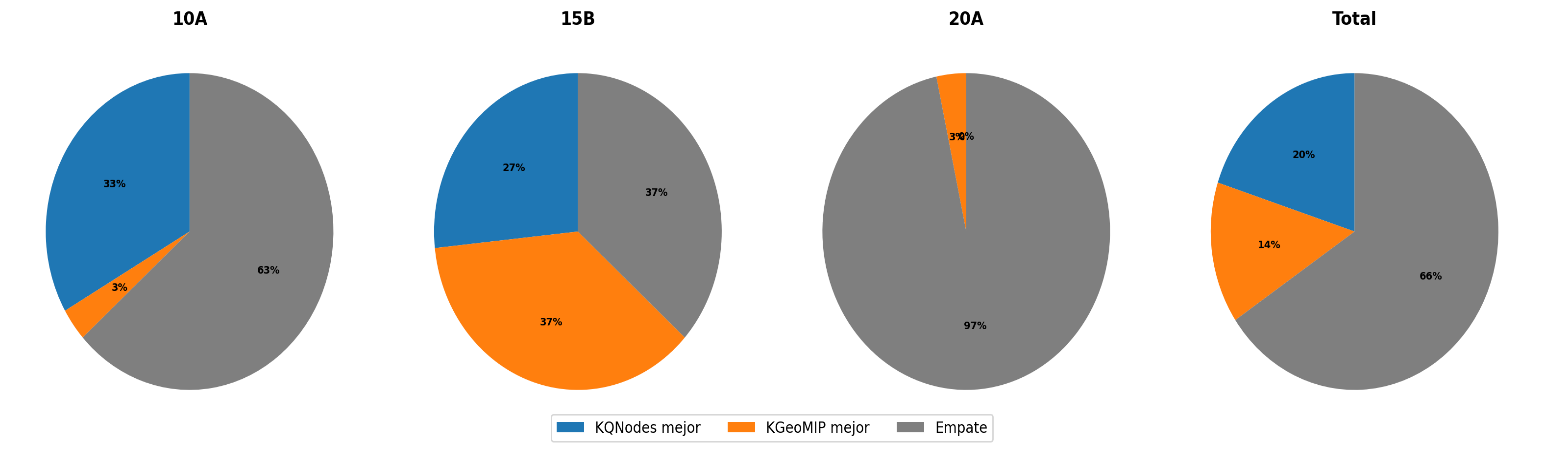 10A
15B
20A
Total
33%
3%
63%
27%
37%
37%
3%
0%
97%
20%
14%
66%
KQNodes mejor
KGeoMIP mejor
Empate